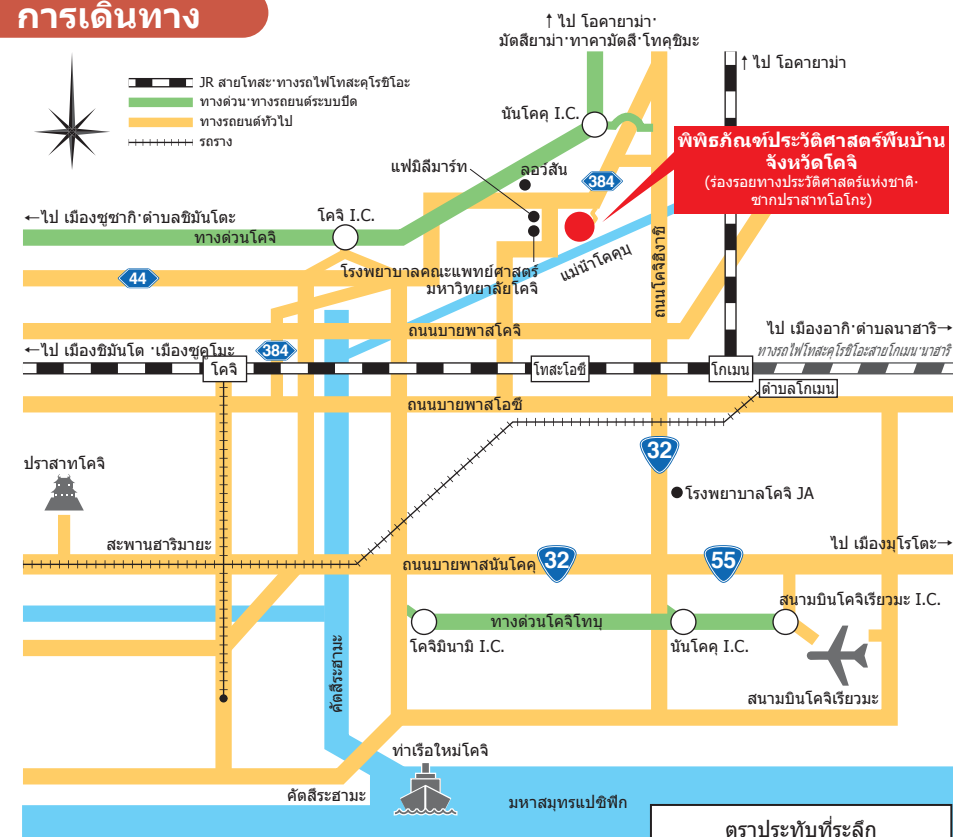 การเดินทาง
↑ ไป โอคายาม่า·
มัตสึยาม่า·ทาคามัตสึ·โทคุชิมะ
↑ ไป โอคายาม่า
JR สายโทสะ·ทางรถไฟโทสะคุโรชิโอะ
ทางด่วน·ทางรถยนต์ระบบปิด
ทางรถยนต์ทั่วไป
รถราง
นันโคคุ I.C.
พิพิธภัณฑ์ประวัติศาสตร์พื้นบ้าน
จังหวัดโคจิ
(ร่องรอยทางประวัติศาสตร์แห่งชาติ·
ซากปราสาทโอโกะ)
แฟมิลีมาร์ท
ลอว์สัน
384
←ไป เมืองซูซากิ·ตำบลชิมันโตะ
โคจิ I.C.
ทางด่วนโคจิ
โรงพยาบาลคณะแพทย์ศาสตร์
มหาวิทยาลัยโคจิ
แม่น้ำโคคุบุ
ถนนโคจิฮิงาชิ
44
ถนนบายพาสโคจิ
ไป เมืองอากิ·ตำบลนาฮาริ→
←ไป เมืองชิมันโต ·เมืองซูคุโมะ
384
ทางรถไฟโทสะคุโรชิโอะสายโกเมน·นาฮาริ
โคจิ
โทสะโอซึ
โกเมน
ตำบลโกเมน
ถนนบายพาสโอซึ
32
ปราสาทโคจิ
โรงพยาบาลโคจิ JA
สะพานฮาริมายะ
ถนนบายพาสนันโคคุ
32
55
ไป เมืองมุโรโตะ→
สนามบินโคจิเรียวมะ I.C.
ทางด่วนโคจิโทบุ
โคจิมินามิ I.C.
นันโคคุ I.C.
คัตสึระฮามะ
สนามบินโคจิเรียวมะ
ท่าเรือใหม่โคจิ
คัตสึระฮามะ
มหาสมุทรแปซิฟิก
ตราประทับที่ระลึก